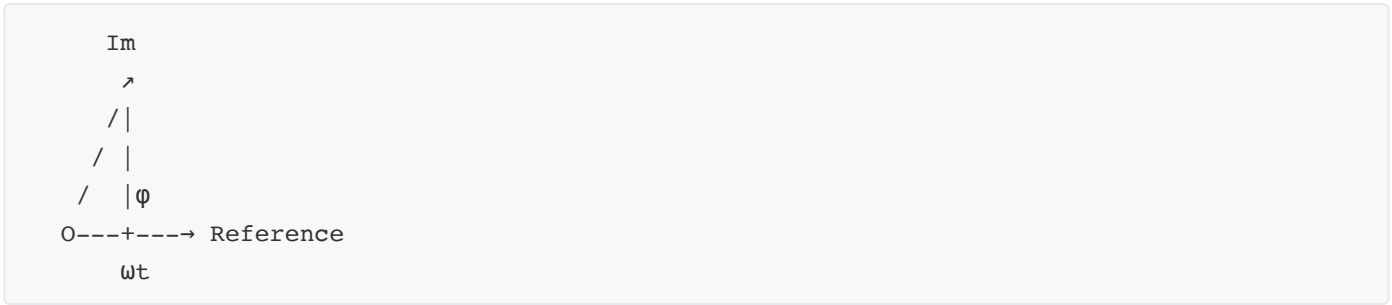 Im
↗
/|
/ |
/ |φ
O---+---→ Reference
ωt